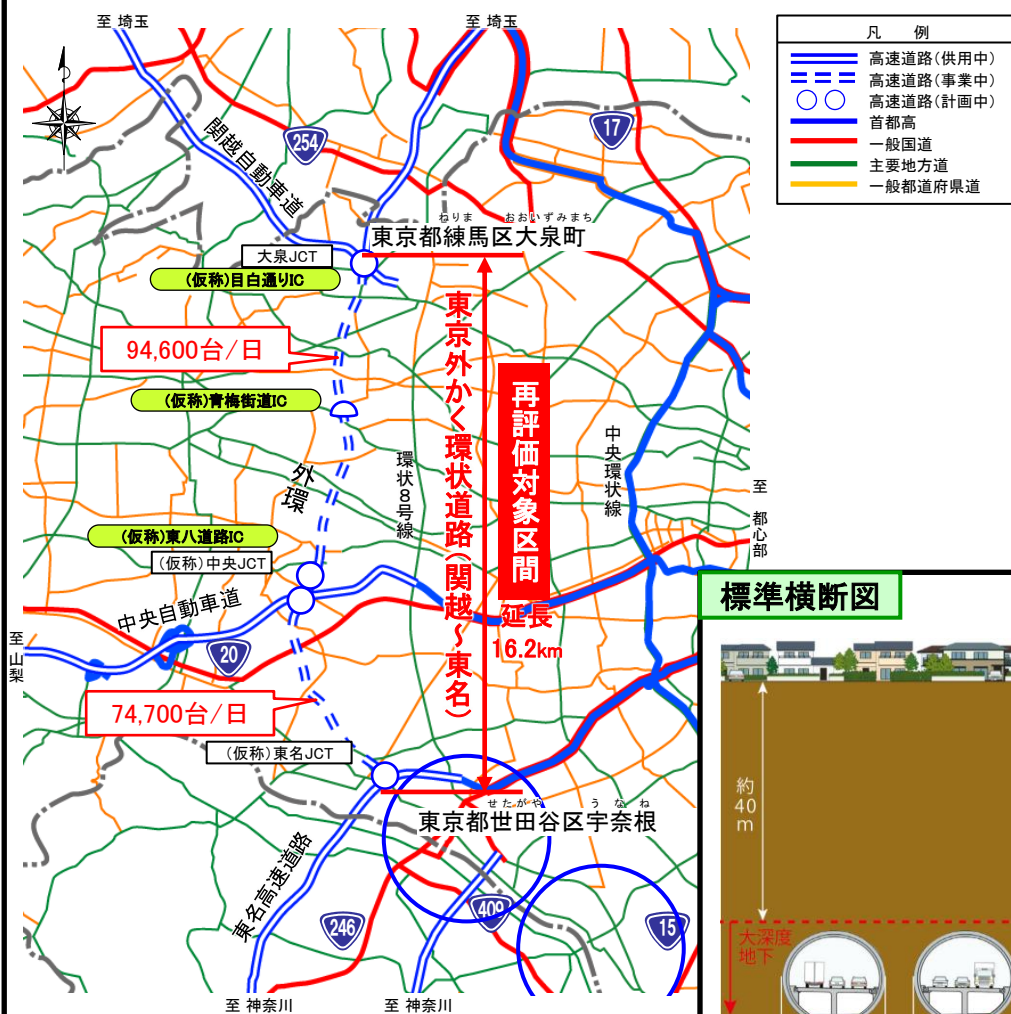 至 埼玉
至 埼玉
凡 例
高速道路(供用中)
高速道路(事業中)
高速道路(計画中)
首都高
一般国道
主要地方道
一般都道府県道
254
17
関越自動車道
ねりま おおいずみまち
東京都練馬区大泉町
大泉JCT
(仮称)目白通りIC
94,600台/日
(仮称)青梅街道IC
外環
環状8号線
東京外かく環状道路(関越～東名)
再評価対象区間
延長
16.2km
中央環状線
至 都心部
(仮称)東八道路IC
(仮称)中央JCT
中央自動車道
20
至 山梨
74,700台/日
(仮称)東名JCT
せたがや うなね
東京都世田谷区宇奈根
東名高速道路
246
409
15
至 神奈川
至 神奈川
標準横断図
約40m
大深度
地下